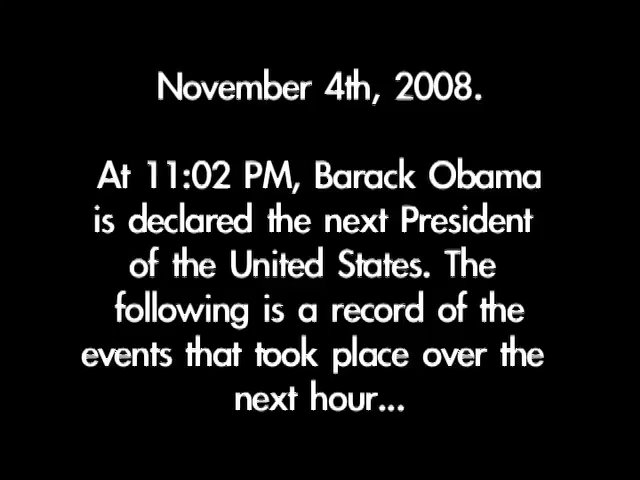 November 4th, 2008.
At 11:02 PM, Barack Obama
is declared the next President
of the United States. The
following is a record of the
events that took place over the
next hour...